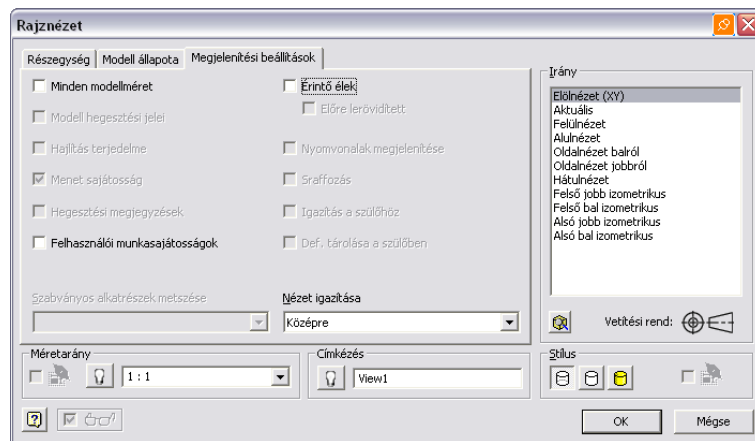 Rajznézet
Részegység
Modell állapota
Megjelenítési beállítások
Minden modellméret
Érintő élek
Modell hegesztési jelei
Előre lerövidített
Hajlítás terjedelme
Nyomvonalak megjelenítése
Menet sajátosság
Sraffozás
Hegesztési megjegyzések
Igazítás a szülőhöz
Felhasználói munkasajátosságok
Def. tárolása a szülőben
Szabványos alkatrészek metszése
Nézet igazítása
Középre
Irány
Elölnézet (XY)
Aktuális
Felülnézet
Alulnézet
Oldalnézet balról
Oldalnézet jobbról
Hátulnézet
Felső jobb izometrikus
Felső bal izometrikus
Alsó jobb izometrikus
Alsó bal izometrikus
Vetítési rend:
Méretarány
1 : 1
Címkézés
View1
Stílus
OK
Mégse